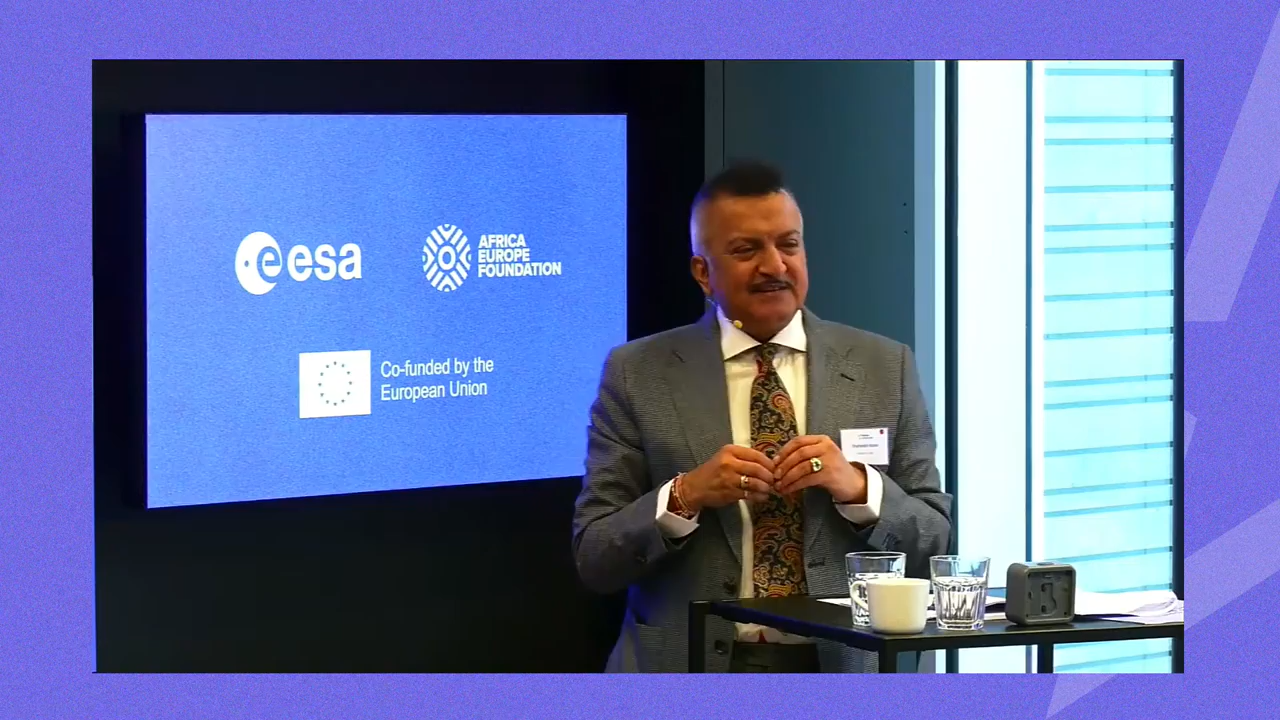 esa
AFRICA
EUROPE
FOUNDATION
Co-funded by the
European Union